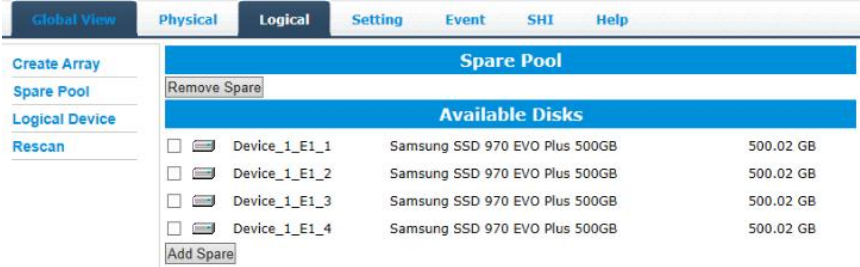 Global View Physical Logical Setting Event SHI Help
Create Array
Spare Pool
Logical Device
Rescan
Spare Pool
Remove Spare
Available Disks
Device_1_E1_1 Samsung SSD 970 EVO Plus 500GB 500.02 GB
Device_1_E1_2 Samsung SSD 970 EVO Plus 500GB 500.02 GB
Device_1_E1_3 Samsung SSD 970 EVO Plus 500GB 500.02 GB
Device_1_E1_4 Samsung SSD 970 EVO Plus 500GB 500.02 GB
Add Spare